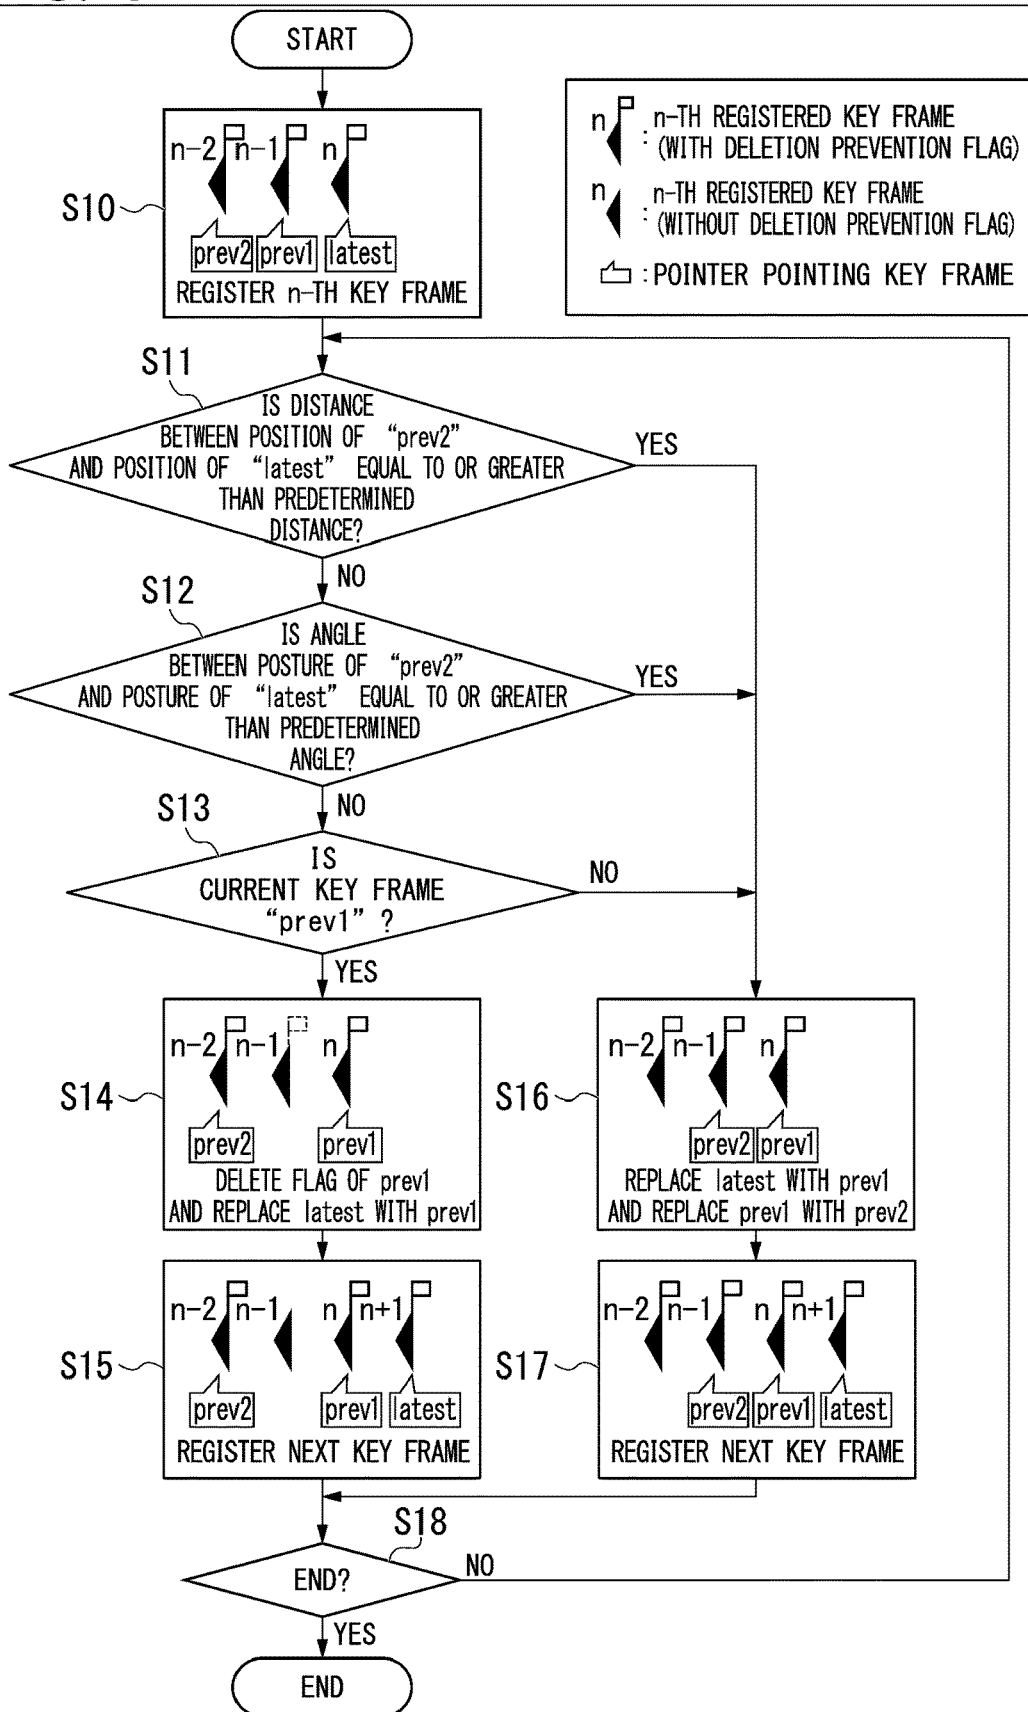 START
n-2 n-1 n
S10
prev2 prev1 latest
REGISTER n-TH KEY FRAME
n : n-TH REGISTERED KEY FRAME
(WITH DELETION PREVENTION FLAG)
n : n-TH REGISTERED KEY FRAME
(WITHOUT DELETION PREVENTION FLAG)
: POINTER POINTING KEY FRAME
S11
IS DISTANCE
BETWEEN POSITION OF “prev2”
AND POSITION OF “latest” EQUAL TO OR GREATER
THAN PREDETERMINED
DISTANCE?
YES
NO
S12
IS ANGLE
BETWEEN POSTURE OF “prev2”
AND POSTURE OF “latest” EQUAL TO OR GREATER
THAN PREDETERMINED
ANGLE?
YES
NO
S13
IS
CURRENT KEY FRAME
“prev1” ?
NO
YES
n-2 n-1 n
S14
prev2 prev1
DELETE FLAG OF prev1
AND REPLACE latest WITH prev1
n-2 n-1 n
S16
prev2 prev1
REPLACE latest WITH prev1
AND REPLACE prev1 WITH prev2
n-2 n-1 n n+1
S15
prev2 prev1 latest
REGISTER NEXT KEY FRAME
n-2 n-1 n n+1
S17
prev2 prev1 latest
REGISTER NEXT KEY FRAME
S18
END?
NO
YES
END